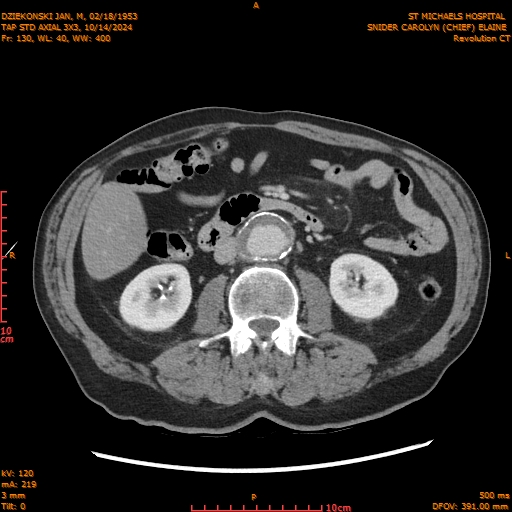 A
DZIEKONSKI JAN, M, 02/18/1953
TAP STD AXIAL 3X3, 10/14/2024
Fr: 130, WL: 40, WW: 400
ST MICHAELS HOSPITAL
SNIDER CAROLYN (CHIEF) ELAINE
Revolution CT
R
L
10
cm
kV: 120
mA: 219
3 mm
Tilt: 0
P
10cm
500 ms
DFOV: 391.00 mm